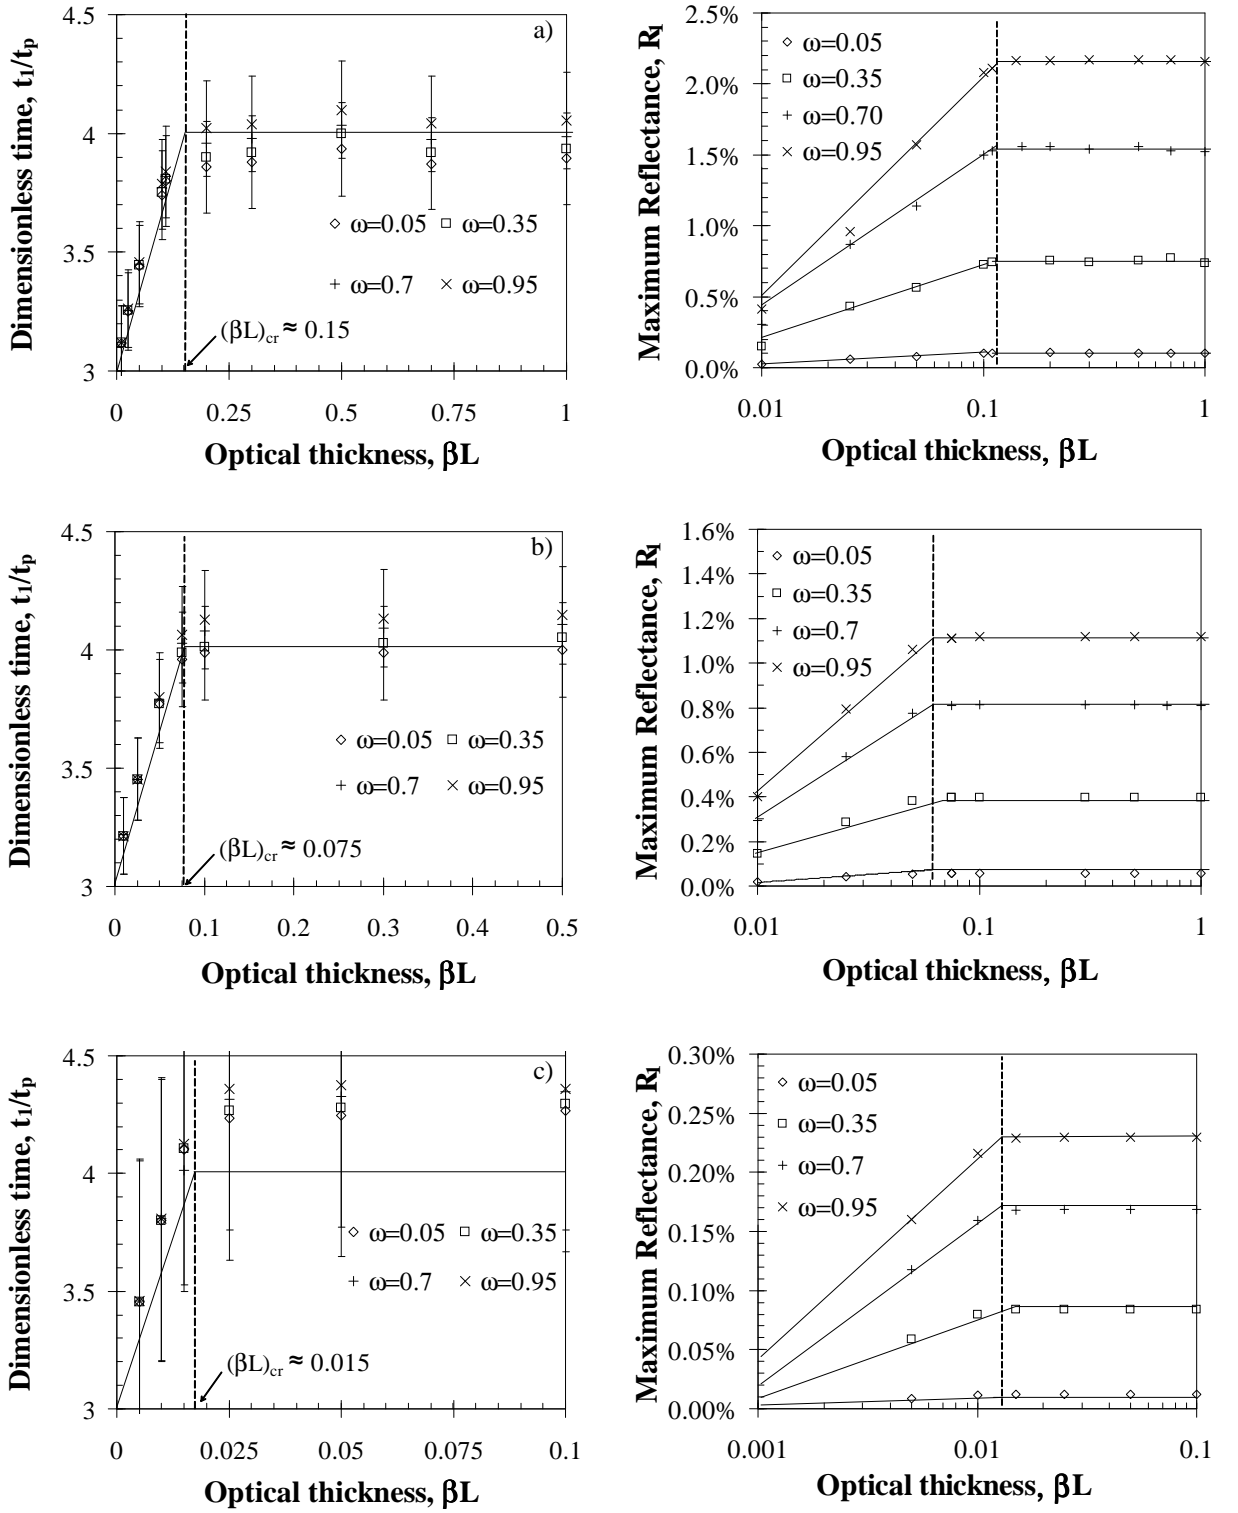 a)
Dimensionless time, t1/tp
4.5
4
3.5
3
ω=0.05
ω=0.35
ω=0.7
ω=0.95
(βL)cr ≈ 0.15
0
0.25
0.5
0.75
1
Optical thickness, βL
Maximum Reflectance, R1
2.5%
2.0%
1.5%
1.0%
0.5%
0.0%
ω=0.05
ω=0.35
ω=0.70
ω=0.95
0.01
0.1
1
Optical thickness, βL
b)
Dimensionless time, t1/tp
4.5
4
3.5
3
ω=0.05
ω=0.35
ω=0.7
ω=0.95
(βL)cr ≈ 0.075
0
0.1
0.2
0.3
0.4
0.5
Optical thickness, βL
Maximum Reflectance, R1
1.6%
1.4%
1.2%
1.0%
0.8%
0.6%
0.4%
0.2%
0.0%
ω=0.05
ω=0.35
ω=0.7
ω=0.95
0.01
0.1
1
Optical thickness, βL
c)
Dimensionless time, t1/tp
4.5
4
3.5
3
ω=0.05
ω=0.35
ω=0.7
ω=0.95
(βL)cr ≈ 0.015
0
0.025
0.05
0.075
0.1
Optical thickness, βL
Maximum Reflectance, R1
0.30%
0.25%
0.20%
0.15%
0.10%
0.05%
0.00%
ω=0.05
ω=0.35
ω=0.7
ω=0.95
0.001
0.01
0.1
Optical thickness, βL